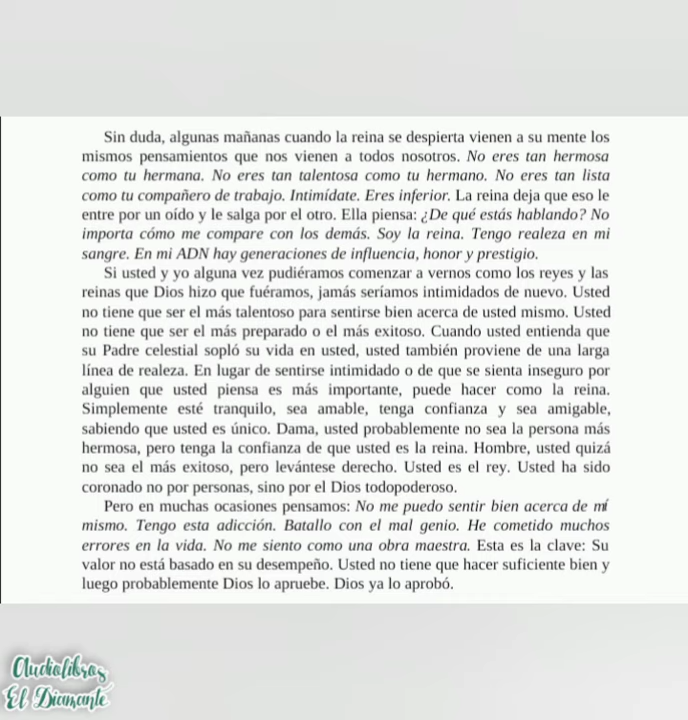 Sin duda, algunas mañanas cuando la reina se despierta vienen a su mente los
mismos pensamientos que nos vienen a todos nosotros. No eres tan hermosa
como tu hermana. No eres tan talentosa como tu hermano. No eres tan lista
como tu compañero de trabajo. Intimídate. Eres inferior. La reina deja que eso le
entre por un oído y le salga por el otro. Ella piensa: ¿De qué estás hablando? No
importa cómo me compare con los demás. Soy la reina. Tengo realeza en mi
sangre. En mi ADN hay generaciones de influencia, honor y prestigio.
Si usted y yo alguna vez pudiéramos comenzar a vernos como los reyes y las
reinas que Dios hizo que fuéramos, jamás seríamos intimidados de nuevo. Usted
no tiene que ser el más talentoso para sentirse bien acerca de usted mismo. Usted
no tiene que ser el más preparado o el más exitoso. Cuando usted entienda que
su Padre celestial sopló su vida en usted, usted también proviene de una larga
línea de realeza. En lugar de sentirse intimidado o de que se sienta inseguro por
alguien que usted piensa es más importante, puede hacer como la reina.
Simplemente esté tranquilo, sea amable, tenga confianza y sea amigable,
sabiendo que usted es único. Dama, usted probablemente no sea la persona más
hermosa, pero tenga la confianza de que usted es la reina. Hombre, usted quizá
no sea el más exitoso, pero levántese derecho. Usted es el rey. Usted ha sido
coronado no por personas, sino por el Dios todopoderoso.
Pero en muchas ocasiones pensamos: No me puedo sentir bien acerca de mí
mismo. Tengo esta adicción. Batallo con el mal genio. He cometido muchos
errores en la vida. No me siento como una obra maestra. Esta es la clave: Su
valor no está basado en su desempeño. Usted no tiene que hacer suficiente bien y
luego probablemente Dios lo apruebe. Dios ya lo aprobó.
Audiolibros
El Diamante